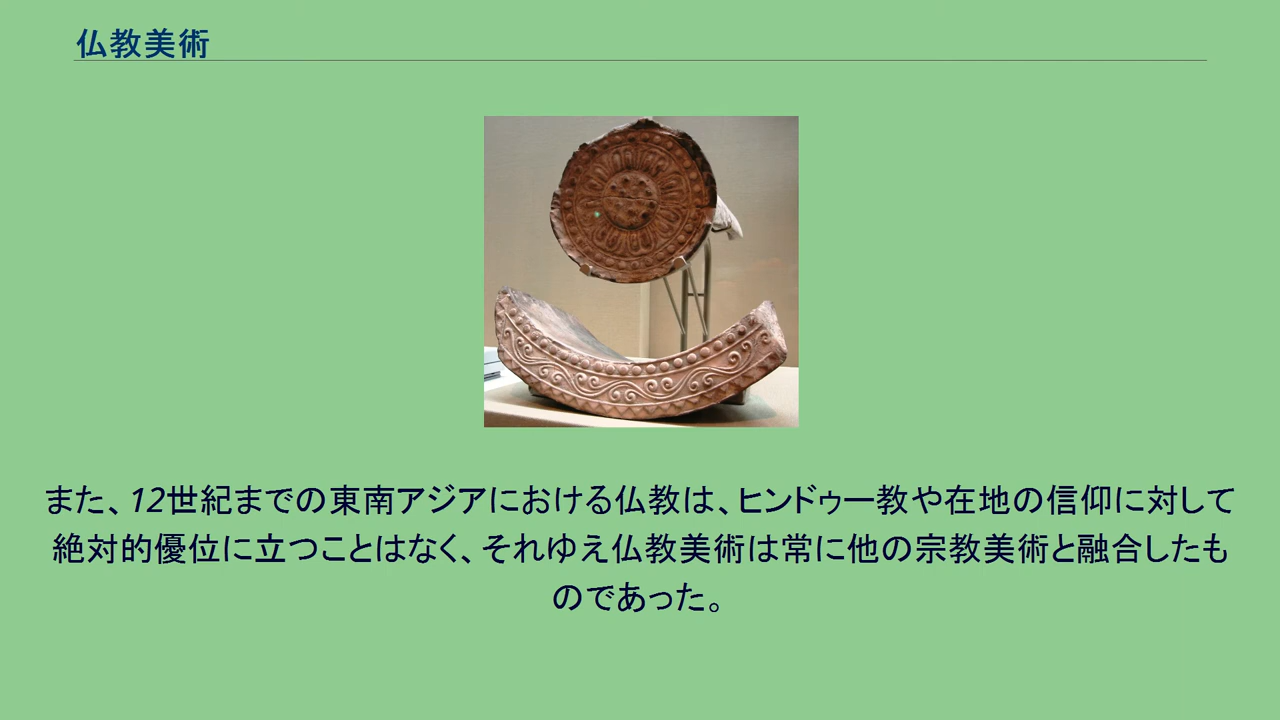 仏教美術
また、12世紀までの東南アジアにおける仏教は、ヒンドゥー教や在地の信仰に対して
絶対的優位に立つことはなく、それゆえ仏教美術は常に他の宗教美術と融合したも
のであった。